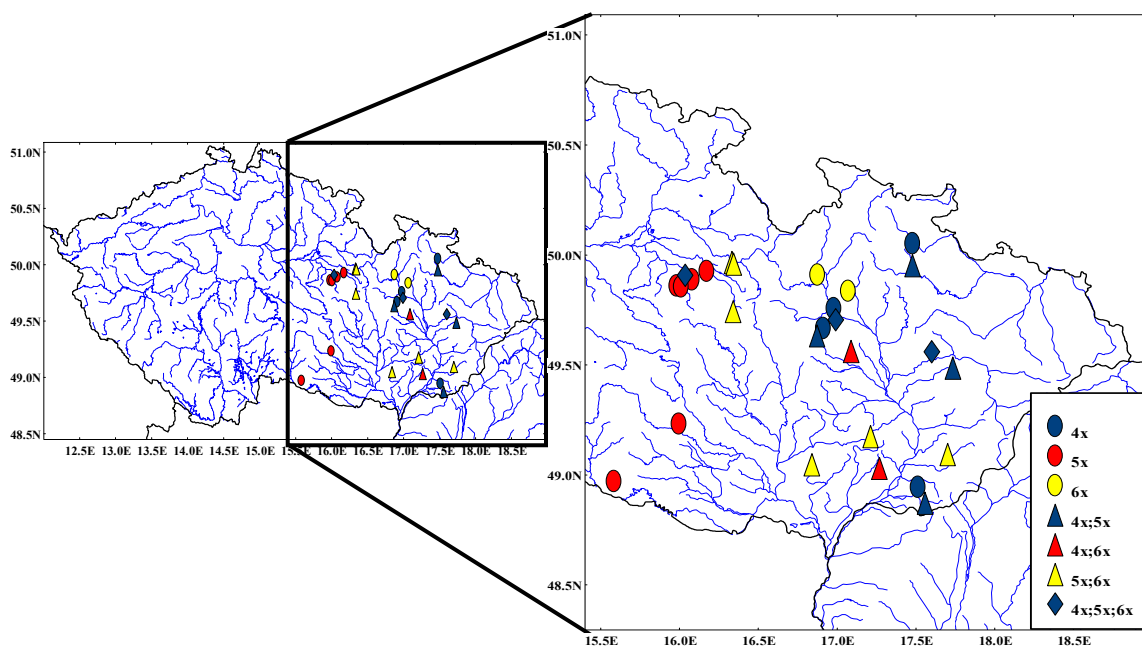 51.0N
50.5N
50.0N
49.5N
49.0N
48.5N
12.5E 13.0E 13.5E 14.0E 14.5E 15.0E 15.5E 16.0E 16.5E 17.0E 17.5E 18.0E 18.5E
51.0N
50.5N
50.0N
49.5N
49.0N
48.5N
15.5E 16.0E 16.5E 17.0E 17.5E 18.0E 18.5E
4x
5x
6x
4x;5x
4x;6x
5x;6x
4x;5x;6x